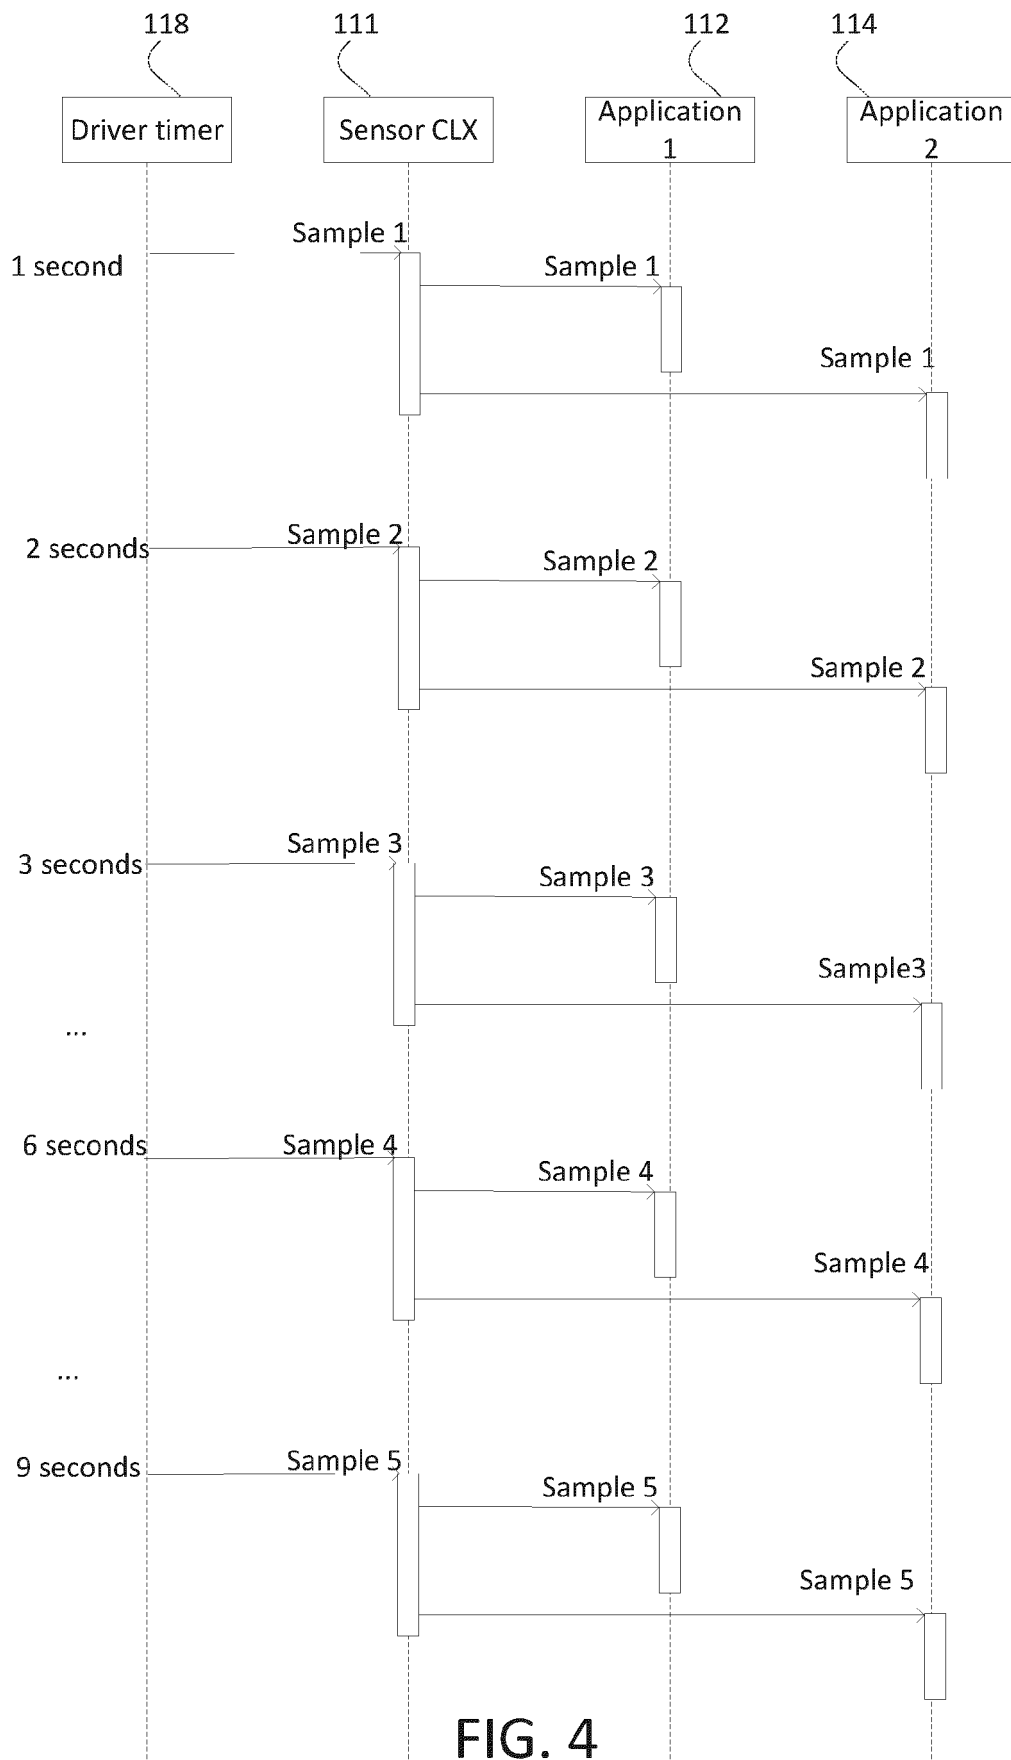 118
111
112
114
Driver timer
Sensor CLX
Application
1
Application
2
Sample 1
1 second
Sample 1
Sample 1
2 seconds
Sample 2
Sample 2
Sample 2
3 seconds
Sample 3
Sample 3
Sample3
...
6 seconds
Sample 4
Sample 4
Sample 4
...
9 seconds
Sample 5
Sample 5
Sample 5
FIG. 4